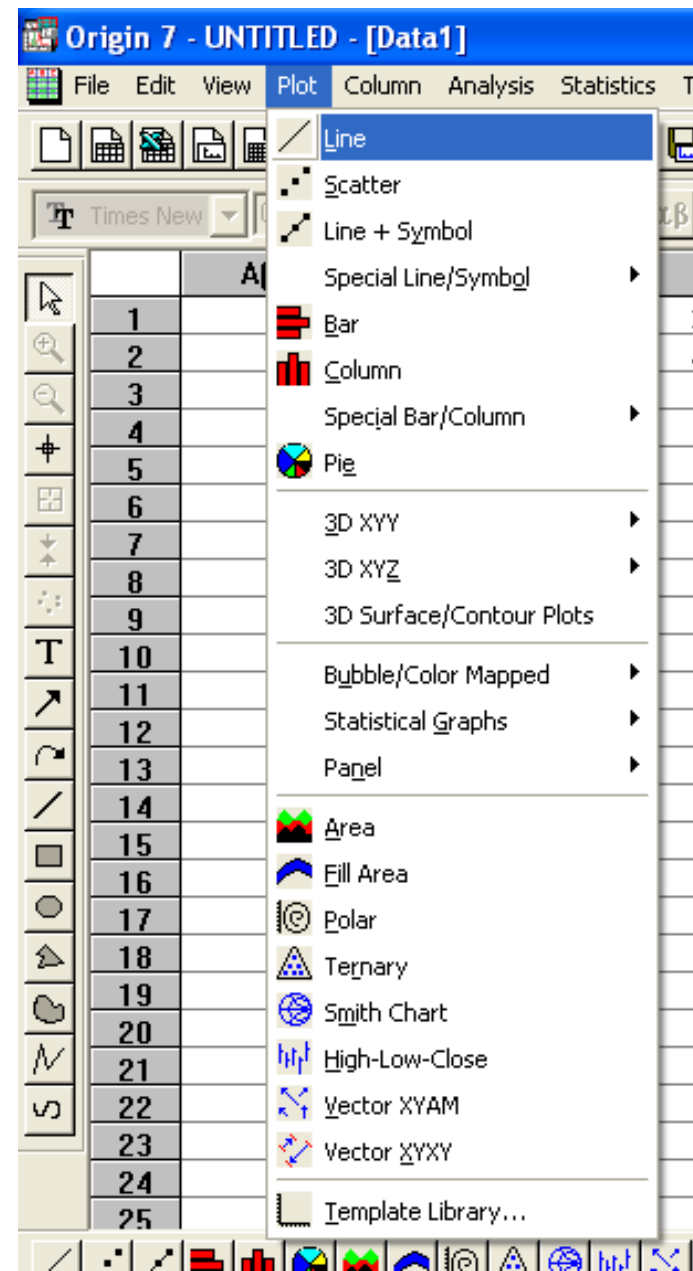 Origin 7 - UNTITLED - [Data1]
File Edit View Plot Column Analysis Statistics
Times New
Line
Scatter
Line + Symbol
Special Line/Symbol
Bar
Column
Special Bar/Column
Pie
3D XYY
3D XYZ
3D Surface/Contour Plots
Bubble/Color Mapped
Statistical Graphs
Panel
Area
Fill Area
Polar
Ternary
Smith Chart
High-Low-Close
Vector XYAM
Vector XYXY
Template Library...
A(
1
2
3
4
5
6
7
8
9
10
11
12
13
14
15
16
17
18
19
20
21
22
23
24
25